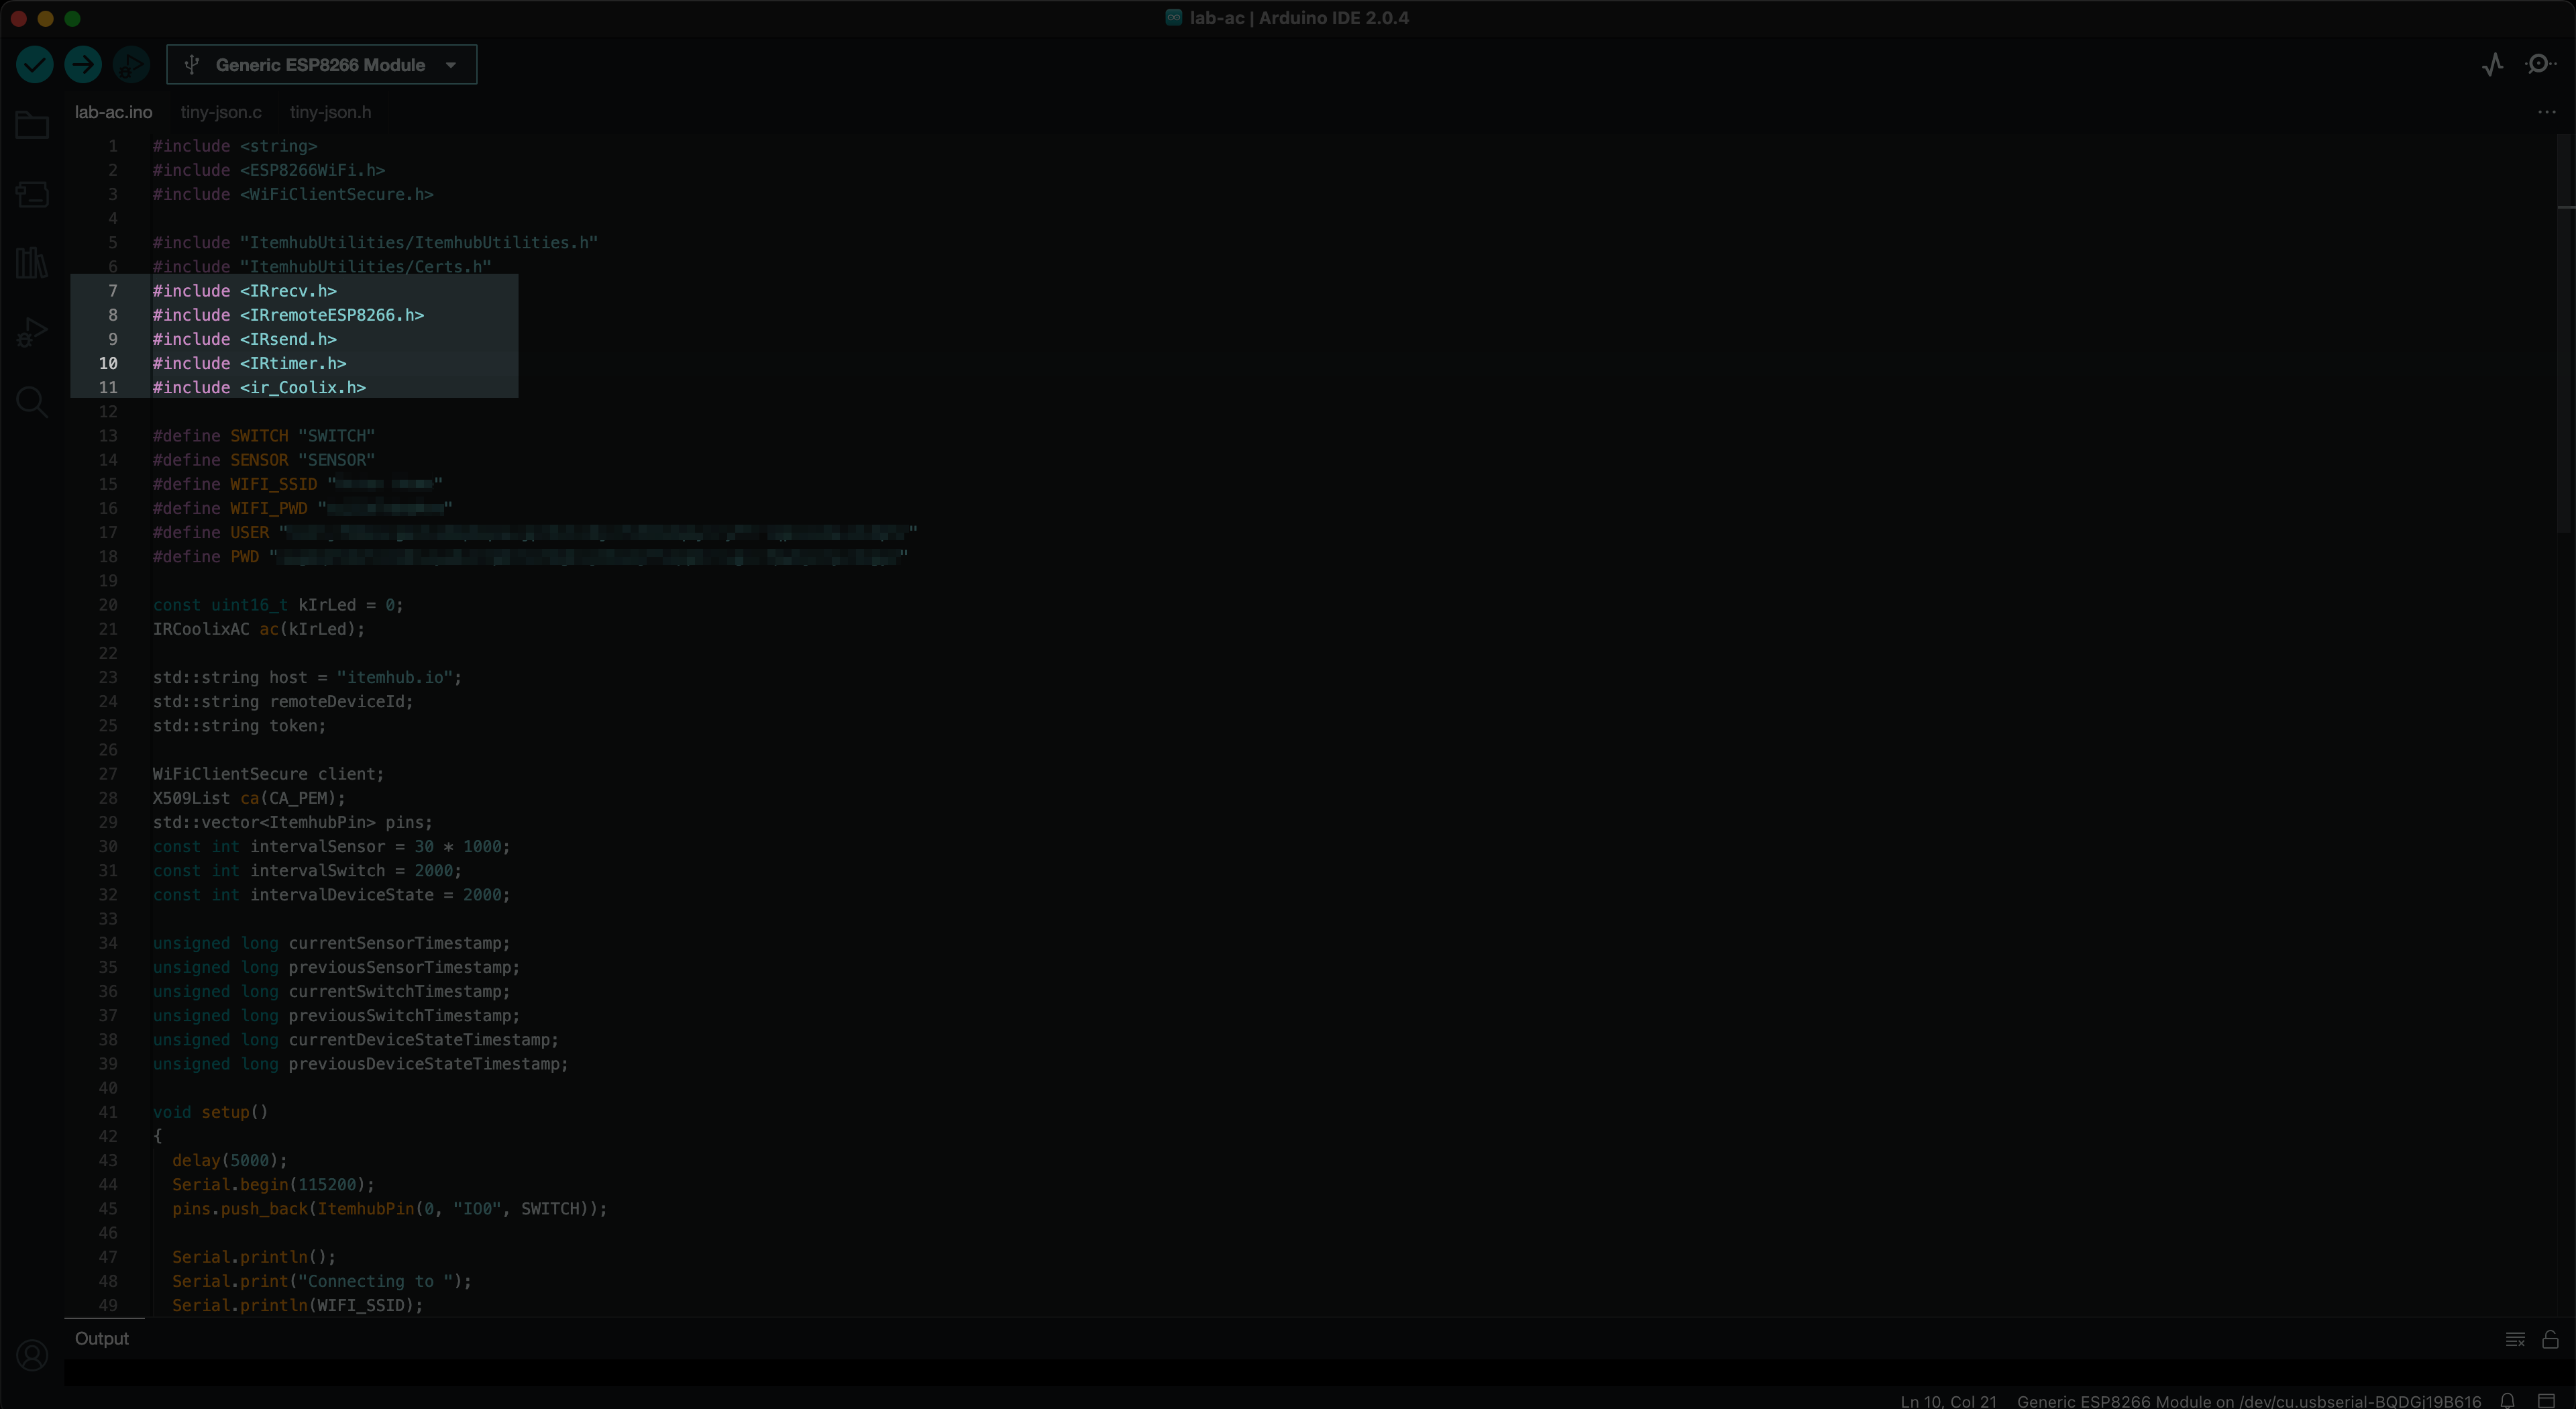 lab-ac | Arduino IDE 2.0.4
Generic ESP8266 Module
lab-ac.ino tiny-json.c tiny-json.h
1 #include <string>
2 #include <ESP8266WiFi.h>
3 #include <WiFiClientSecure.h>
4
5 #include "ItemhubUtilities/ItemhubUtilities.h"
6 #include "ItemhubUtilities/Certs.h"
7 #include <IRrecv.h>
8 #include <IRremoteESP8266.h>
9 #include <IRsend.h>
10 #include <IRtimer.h>
11 #include <ir_Coolix.h>
12
13 #define SWITCH "SWITCH"
14 #define SENSOR "SENSOR"
15 #define WIFI_SSID " "
16 #define WIFI_PWD " "
17 #define USER " "
18 #define PWD " "
19
20 const uint16_t kIrLed = 0;
21 IRCoolixAC ac(kIrLed);
22
23 std::string host = "itemhub.io";
24 std::string remoteDeviceId;
25 std::string token;
26
27 WiFiClientSecure client;
28 X509List ca(CA_PEM);
29 std::vector<ItemhubPin> pins;
30 const int intervalSensor = 30 * 1000;
31 const int intervalSwitch = 2000;
32 const int intervalDeviceState = 2000;
33
34 unsigned long currentSensorTimestamp;
35 unsigned long previousSensorTimestamp;
36 unsigned long currentSwitchTimestamp;
37 unsigned long previousSwitchTimestamp;
38 unsigned long currentDeviceStateTimestamp;
39 unsigned long previousDeviceStateTimestamp;
40
41 void setup()
42 {
43 delay(5000);
44 Serial.begin(115200);
45 pins.push_back(ItemhubPin(0, "IO0", SWITCH));
46
47 Serial.println();
48 Serial.print("Connecting to ");
49 Serial.println(WIFI_SSID);
Output
Ln 10, Col 21 Generic ESP8266 Module on /dev/cu.usbserial-BQDGj19B616